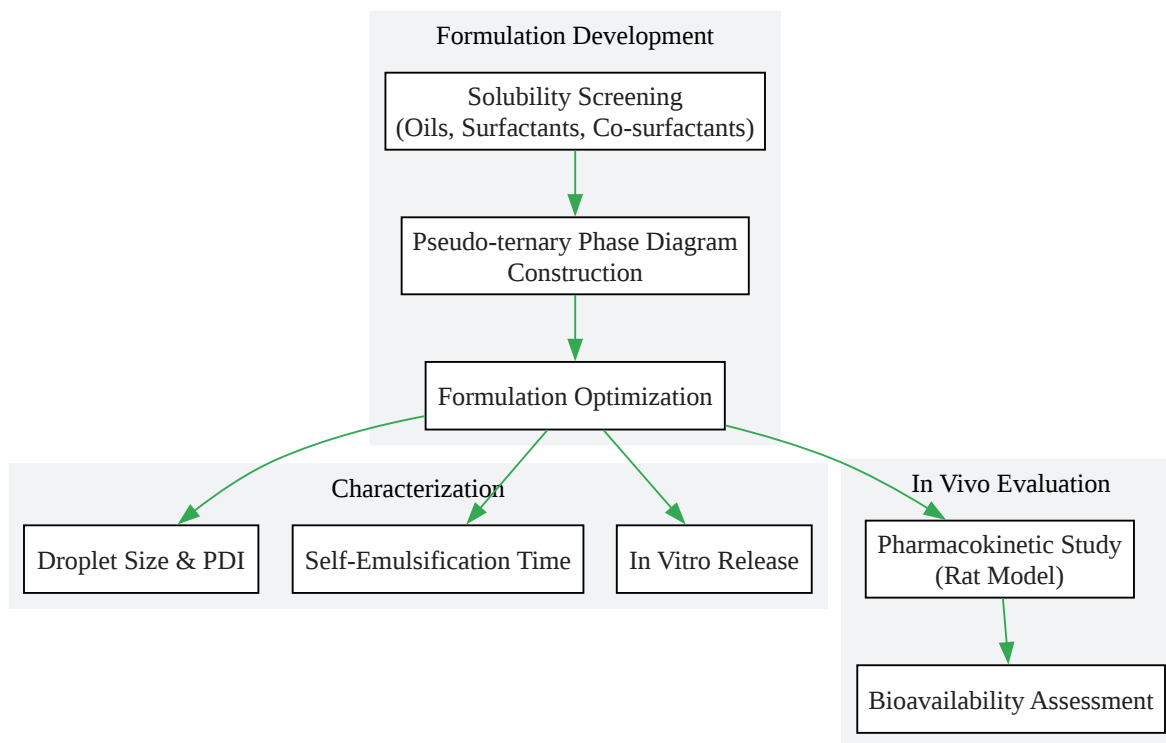 Formulation Development
Solubility Screening
(Oils, Surfactants, Co-surfactants)
Pseudo-ternary Phase Diagram
Construction
Formulation Optimization
Characterization
Droplet Size & PDI
Self-Emulsification Time
In Vitro Release
In Vivo Evaluation
Pharmacokinetic Study
(Rat Model)
Bioavailability Assessment